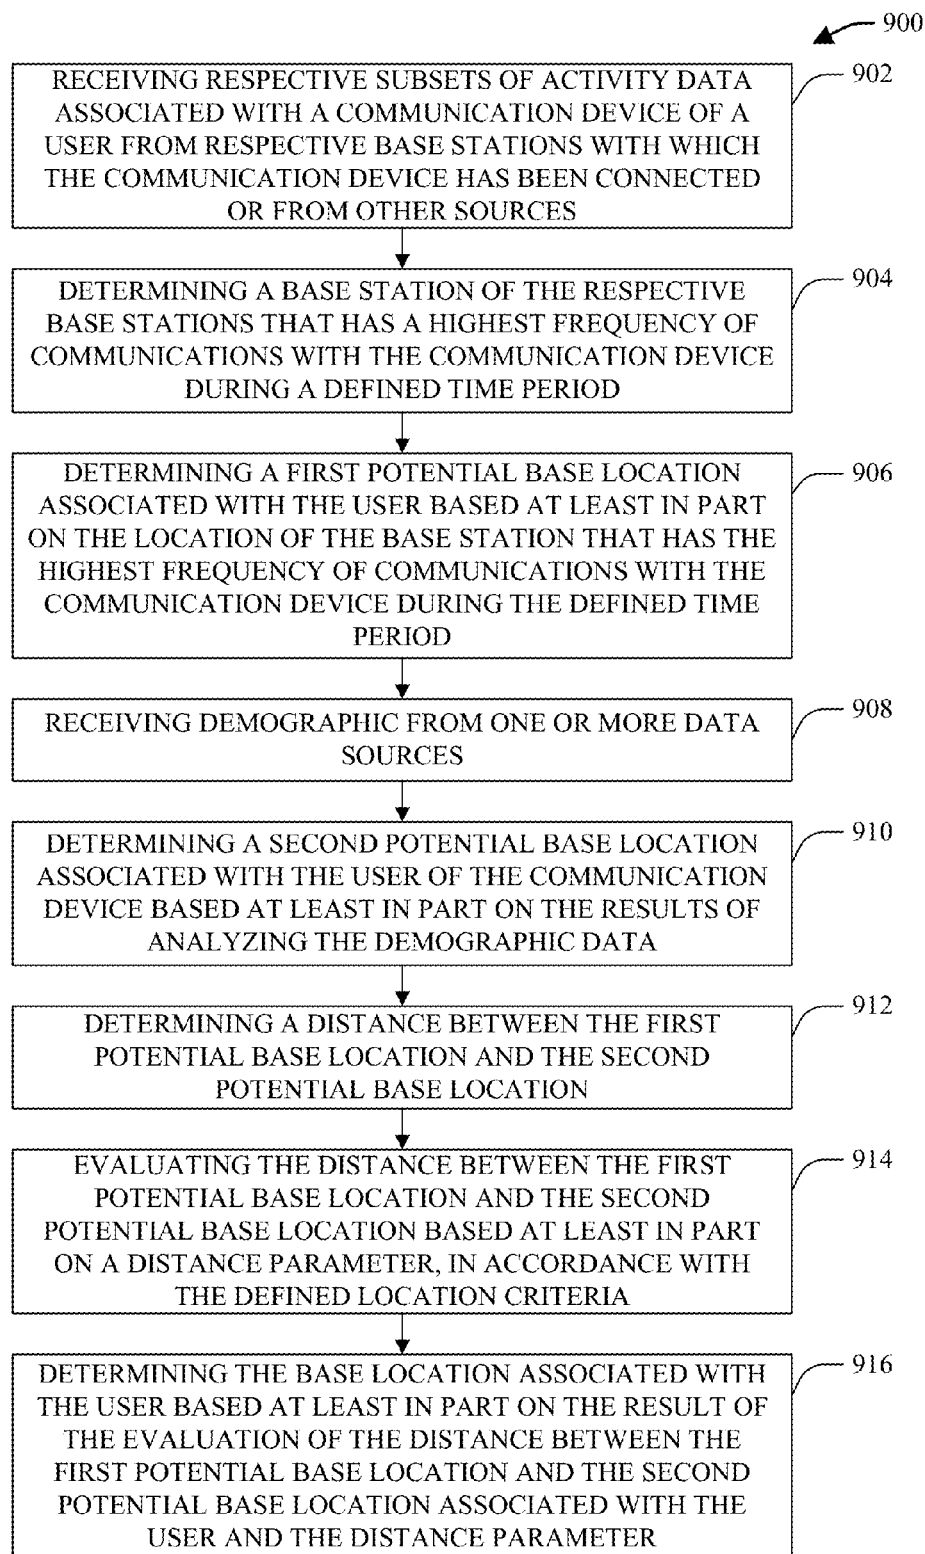 900
RECEIVING RESPECTIVE SUBSETS OF ACTIVITY DATA
ASSOCIATED WITH A COMMUNICATION DEVICE OF A
USER FROM RESPECTIVE BASE STATIONS WITH WHICH
THE COMMUNICATION DEVICE HAS BEEN CONNECTED
OR FROM OTHER SOURCES
902
DETERMINING A BASE STATION OF THE RESPECTIVE
BASE STATIONS THAT HAS A HIGHEST FREQUENCY OF
COMMUNICATIONS WITH THE COMMUNICATION DEVICE
DURING A DEFINED TIME PERIOD
904
DETERMINING A FIRST POTENTIAL BASE LOCATION
ASSOCIATED WITH THE USER BASED AT LEAST IN PART
ON THE LOCATION OF THE BASE STATION THAT HAS THE
HIGHEST FREQUENCY OF COMMUNICATIONS WITH THE
COMMUNICATION DEVICE DURING THE DEFINED TIME
PERIOD
906
RECEIVING DEMOGRAPHIC FROM ONE OR MORE DATA
SOURCES
908
DETERMINING A SECOND POTENTIAL BASE LOCATION
ASSOCIATED WITH THE USER OF THE COMMUNICATION
DEVICE BASED AT LEAST IN PART ON THE RESULTS OF
ANALYZING THE DEMOGRAPHIC DATA
910
DETERMINING A DISTANCE BETWEEN THE FIRST
POTENTIAL BASE LOCATION AND THE SECOND
POTENTIAL BASE LOCATION
912
EVALUATING THE DISTANCE BETWEEN THE FIRST
POTENTIAL BASE LOCATION AND THE SECOND
POTENTIAL BASE LOCATION BASED AT LEAST IN PART
ON A DISTANCE PARAMETER, IN ACCORDANCE WITH
THE DEFINED LOCATION CRITERIA
914
DETERMINING THE BASE LOCATION ASSOCIATED WITH
THE USER BASED AT LEAST IN PART ON THE RESULT OF
THE EVALUATION OF THE DISTANCE BETWEEN THE
FIRST POTENTIAL BASE LOCATION AND THE SECOND
POTENTIAL BASE LOCATION ASSOCIATED WITH THE
USER AND THE DISTANCE PARAMETER
916